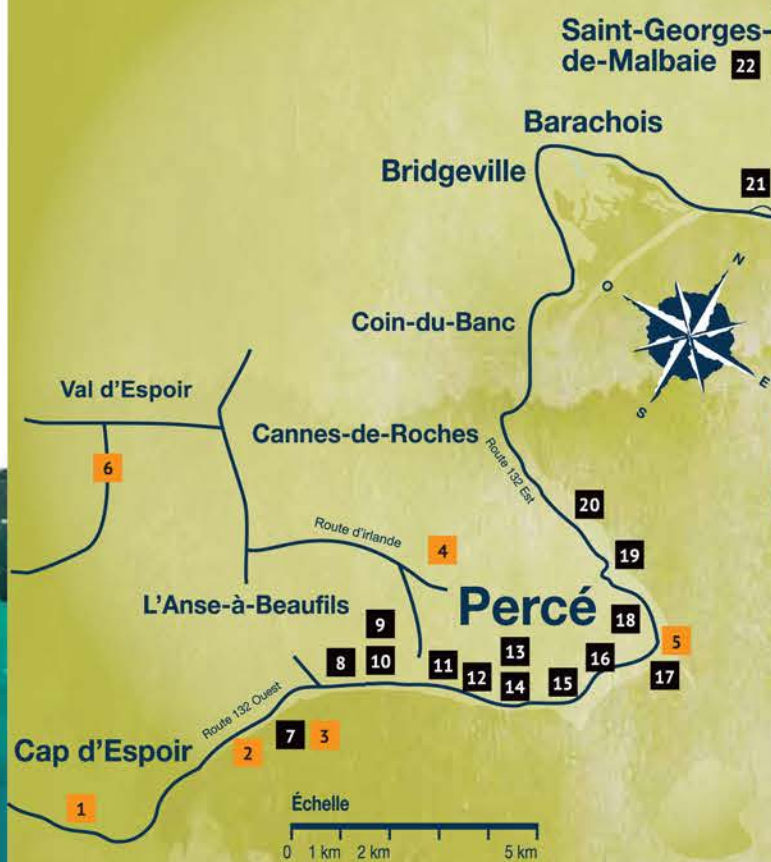 Saint-Georges-
de-Malbaie 22
Barachois
Bridgeville
21
N
O
E
S
Coin-du-Banc
Val d'Espoir
Cannes-de-Roches
6
Route 132 Est
20
Route d'irlande
4
19
L'Anse-à-Beaufils
Percé
9
18
5
8
10
11
12
13
14
15
16
17
Route 132 Ouest
Cap d'Espoir
7
3
2
1
Échelle
0 1 km 2 km 5 km